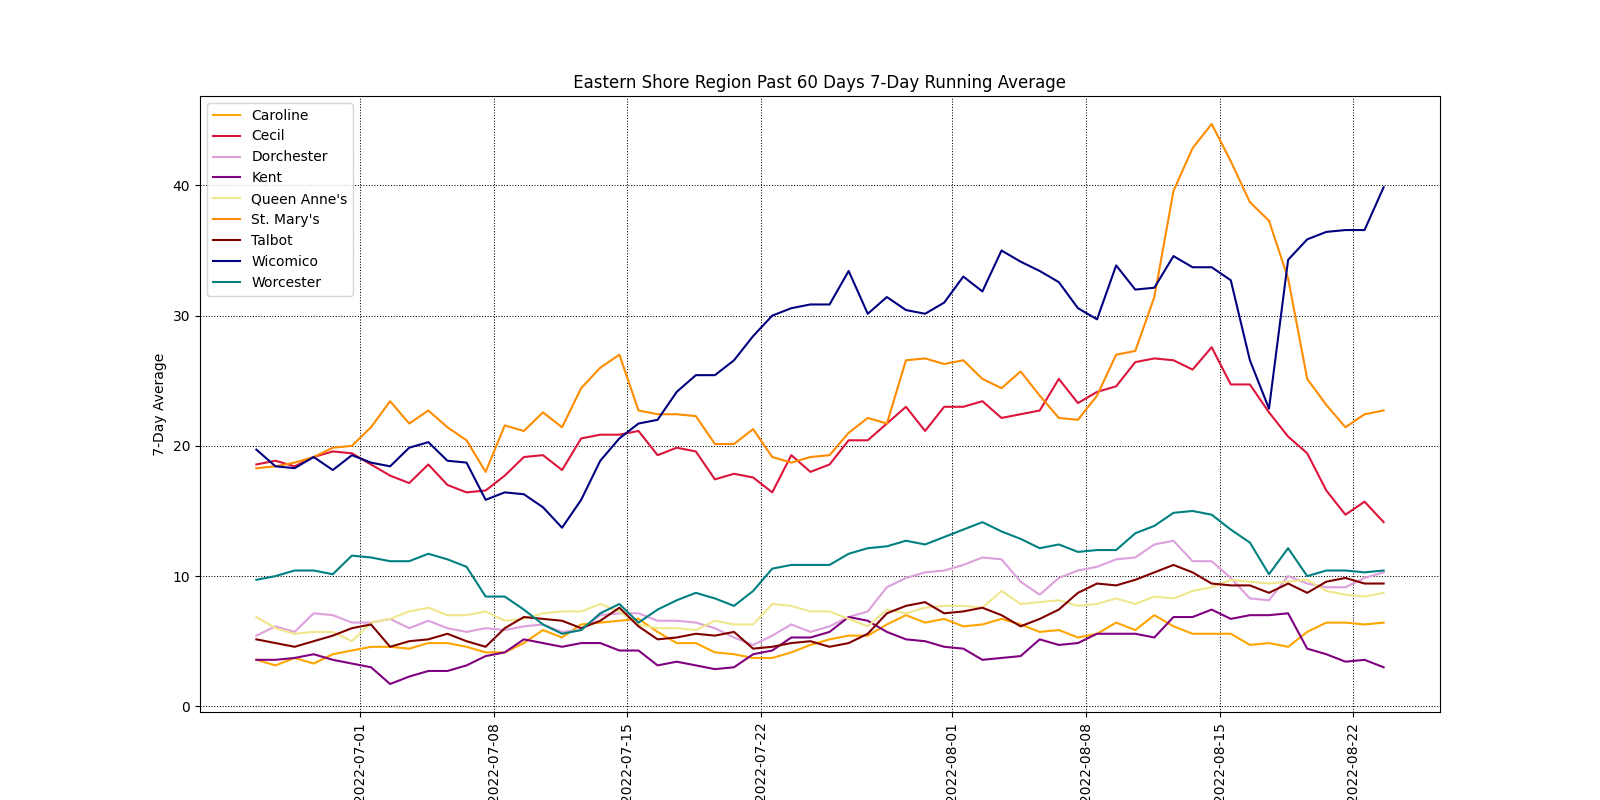 Eastern Shore Region Past 60 Days 7-Day Running Average
Caroline
Cecil
Dorchester
Kent
Queen Anne's
St. Mary's
Talbot
Wicomico
Worcester
7-Day Average
40
30
20
10
0
2022-07-01
2022-07-08
2022-07-15
2022-07-22
2022-08-01
2022-08-08
2022-08-15
2022-08-22